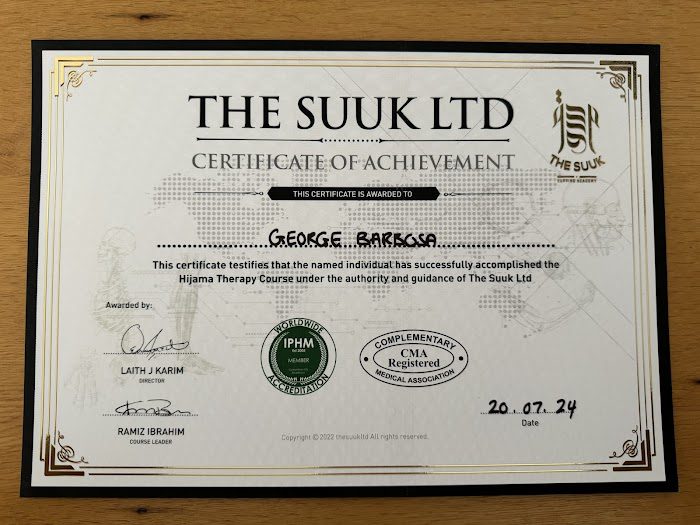 THE SUUK LTD
CERTIFICATE OF ACHIEVEMENT
THE SUUK
CUPPING ACADEMY
THIS CERTIFICATE IS AWARDED TO
GEORGE BARBOSA
This certificate testifies that the named individual has successfully accomplished the
Hijama Therapy Course under the authority and guidance of The Suuk Ltd
Awarded by:
LAITH J KARIM
DIRECTOR
RAMIZ IBRAHIM
COURSE LEADER
WORLDWIDE
IPHM
MEMBER
ACCREDITATION
COMPLEMENTARY
CMA
Registered
MEDICAL ASSOCIATION
20.07.24
Date
Copyright © 2022 thesuukltd All rights reserved.